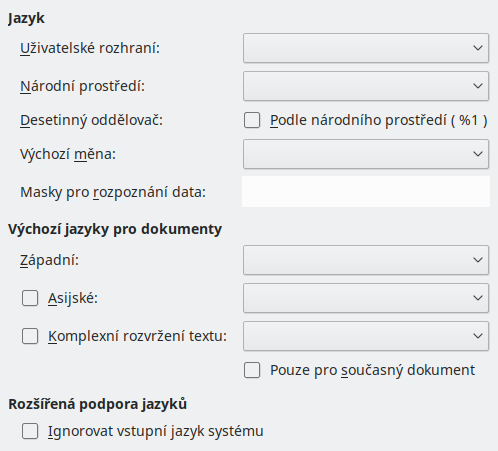 Jazyk
Uživatelské rozhraní:
Národní prostředí:
Desetinný oddělovač: Podle národního prostředí ( %1 )
Výchozí měna:
Masky pro rozpoznání data:
Výchozí jazyky pro dokumenty
Západní:
Asijské:
Komplexní rozvržení textu:
Pouze pro současný dokument
Rozšířená podpora jazyků
Ignorovat vstupní jazyk systému